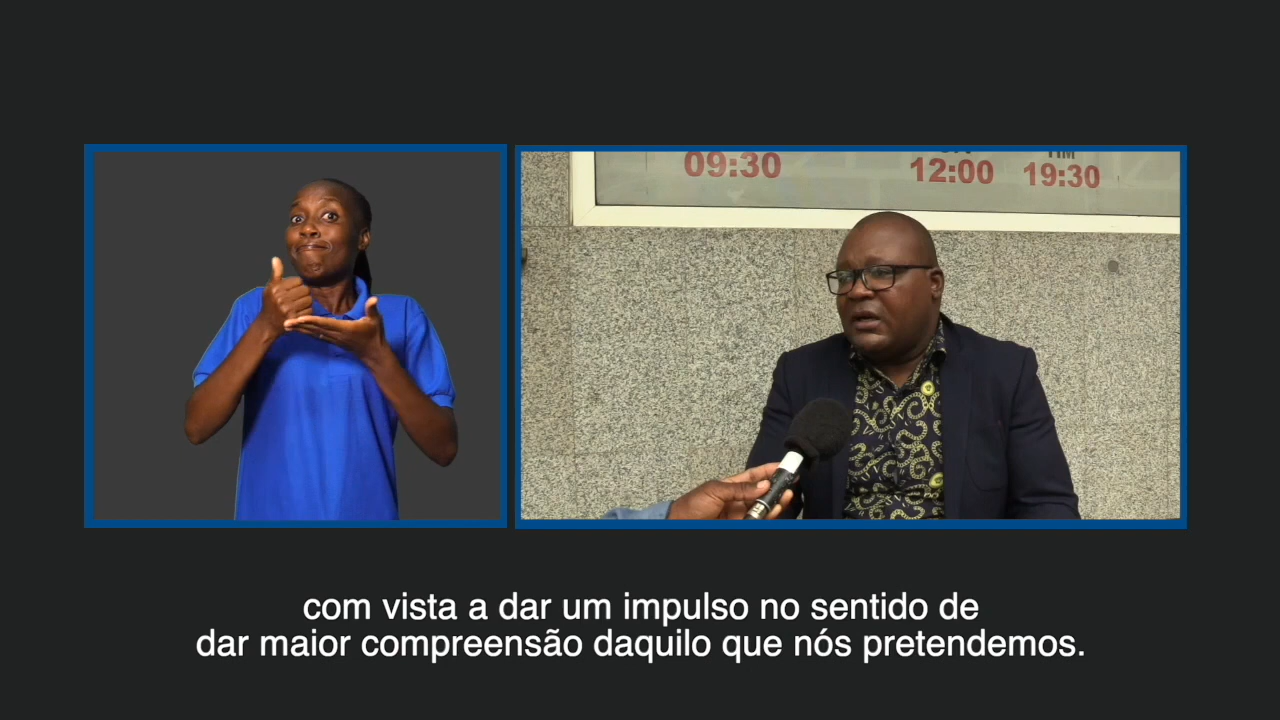 09:30
12:00
19:30
com vista a dar um impulso no sentido de
dar maior compreensão daquilo que nós pretendemos.